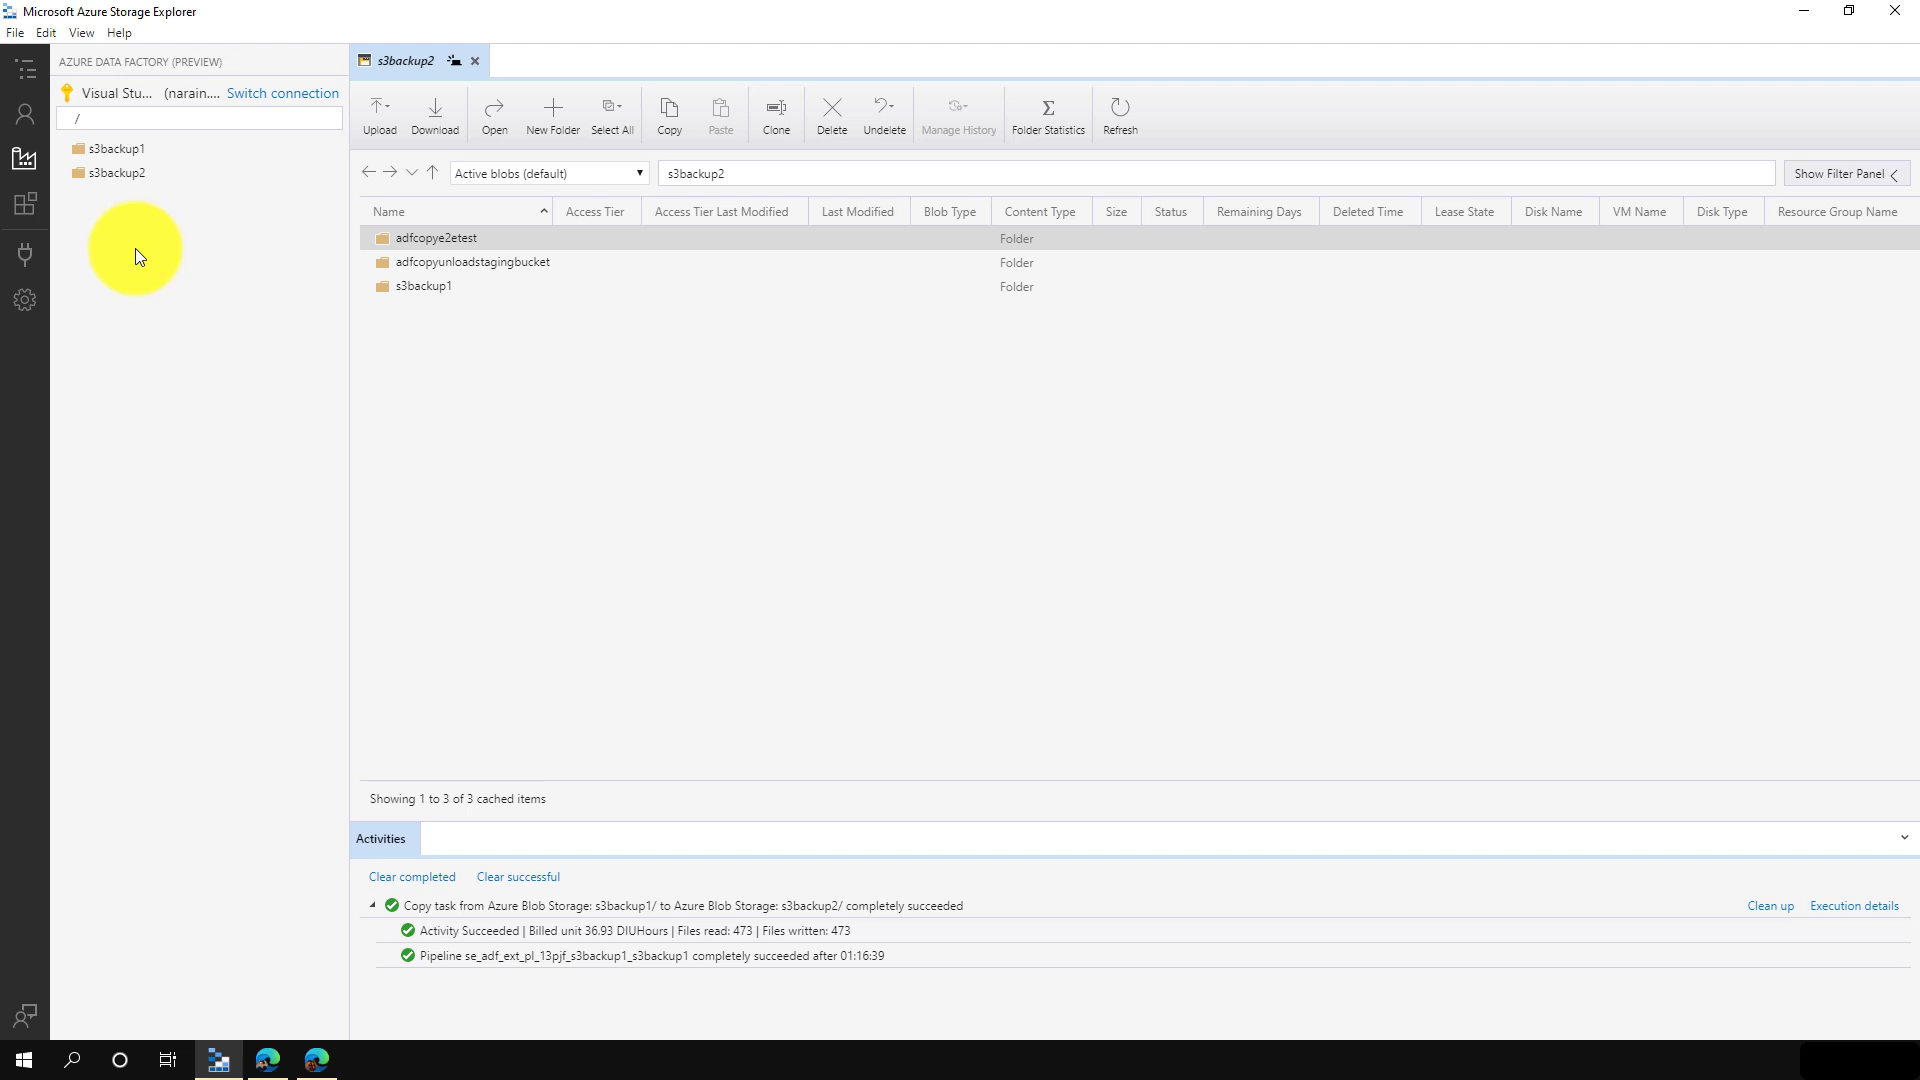 Microsoft Azure Storage Explorer
File Edit View Help
AZURE DATA FACTORY (PREVIEW)
Visual Stu... (narain.... Switch connection
/
s3backup1
s3backup2
s3backup2
Upload Download Open New Folder Select All Copy Paste Clone Delete Undelete Manage History Folder Statistics Refresh
Active blobs (default) s3backup2 Show Filter Panel
Name Access Tier Access Tier Last Modified Last Modified Blob Type Content Type Size Status Remaining Days Deleted Time Lease State Disk Name VM Name Disk Type Resource Group Name
adfcopye2etest Folder
adfcopyunloadstagingbucket Folder
s3backup1 Folder
Showing 1 to 3 of 3 cached items
Activities
Clear completed Clear successful
Copy task from Azure Blob Storage: s3backup1/ to Azure Blob Storage: s3backup2/ completely succeeded Clean up Execution details
Activity Succeeded | Billed unit 36.93 DIUHours | Files read: 473 | Files written: 473
Pipeline se_adf_ext_pl_13pjf_s3backup1_s3backup1 completely succeeded after 01:16:39